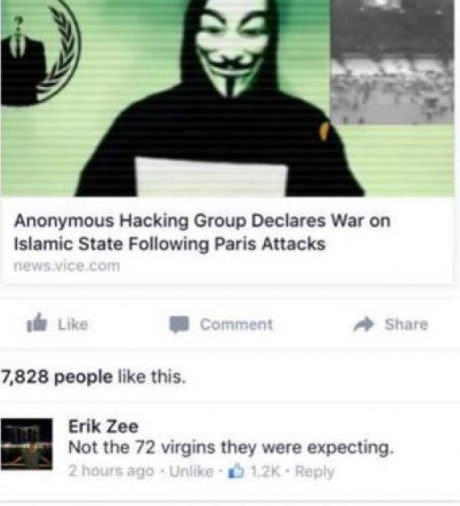 Anonymous Hacking Group Declares War on
Islamic State Following Paris Attacks
news.vice.com
Like Comment Share
7,828 people like this.
Erik Zee
Not the 72 virgins they were expecting.
2 hours ago · Unlike · 1.2K · Reply